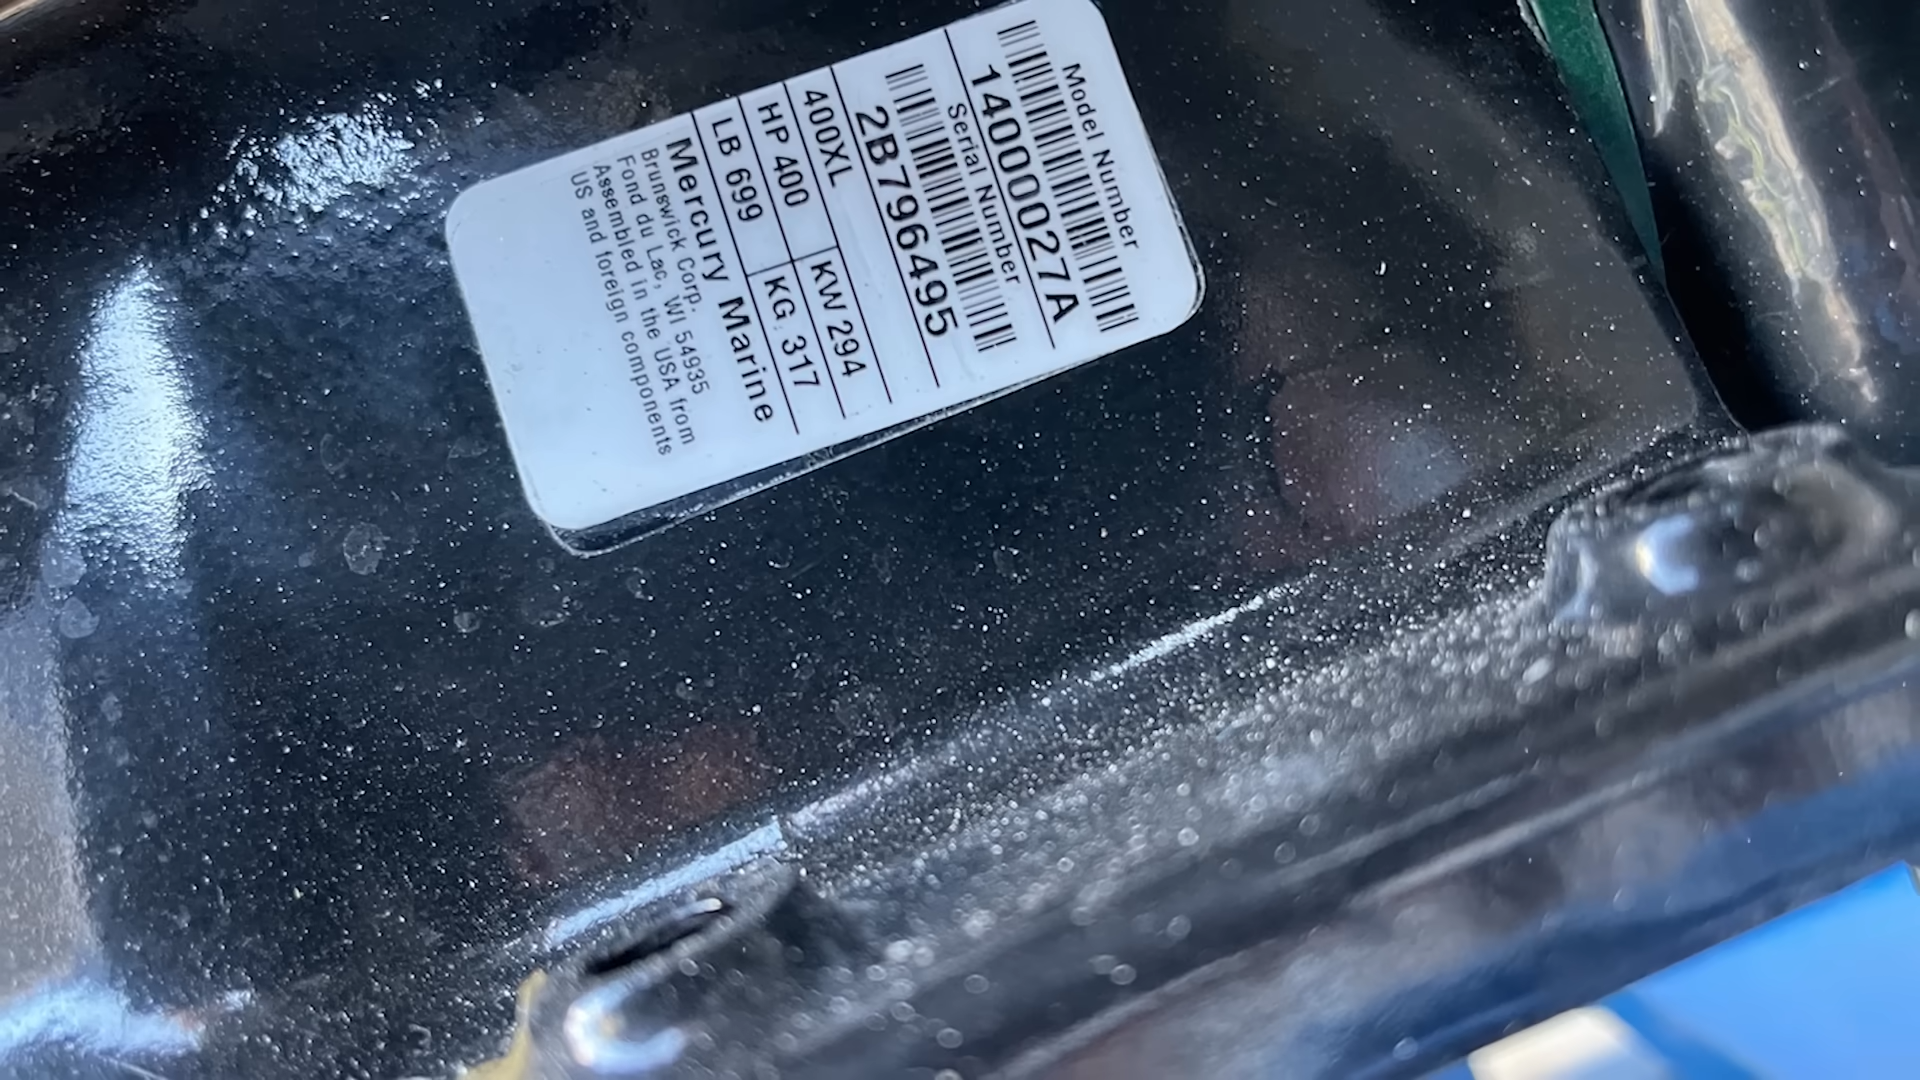 Model Number
14000027A
Serial Number
2B796495
400XL
HP 400 KW 294
LB 699 KG: 317
Mercury Marine
Brunswick Corp.
Fond du Lac, WI 54935
Assembled in the USA from
US and foreign components